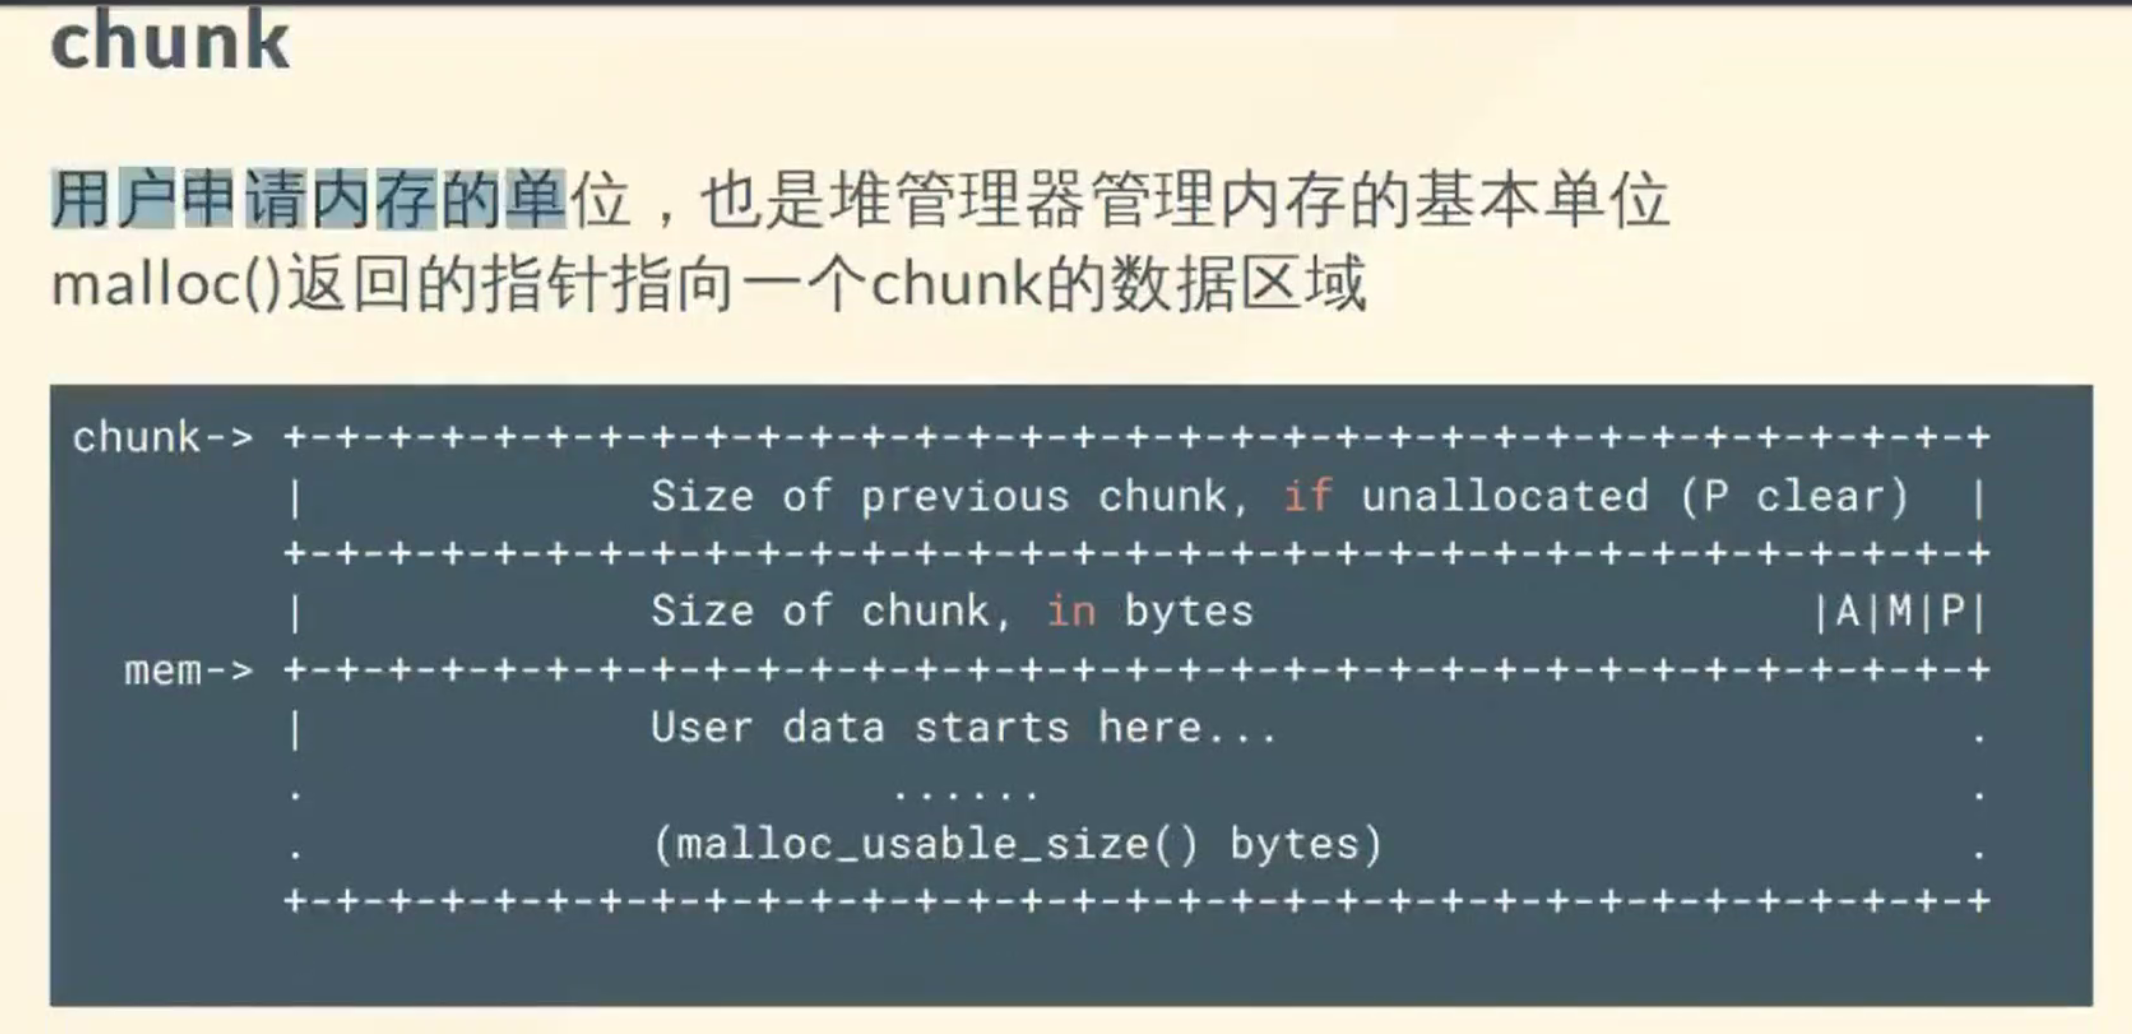 chunk
用户申请内存的单位，也是堆管理器管理内存的基本单位
malloc()返回的指针指向一个chunk的数据区域
chunk-> +-+-+-+-+-+-+-+-+-+-+-+-+-+-+-+-+-+-+-+-+-+-+-+-+-+-+-+-+-+-+-+-+-+
| Size of previous chunk, if unallocated (P clear) |
+-+-+-+-+-+-+-+-+-+-+-+-+-+-+-+-+-+-+-+-+-+-+-+-+-+-+-+-+-+-+-+-+-+
| Size of chunk, in bytes |A|M|P|
mem-> +-+-+-+-+-+-+-+-+-+-+-+-+-+-+-+-+-+-+-+-+-+-+-+-+-+-+-+-+-+-+-+-+-+
| User data starts here... .
. ...... .
. (malloc_usable_size() bytes) .
+-+-+-+-+-+-+-+-+-+-+-+-+-+-+-+-+-+-+-+-+-+-+-+-+-+-+-+-+-+-+-+-+-+